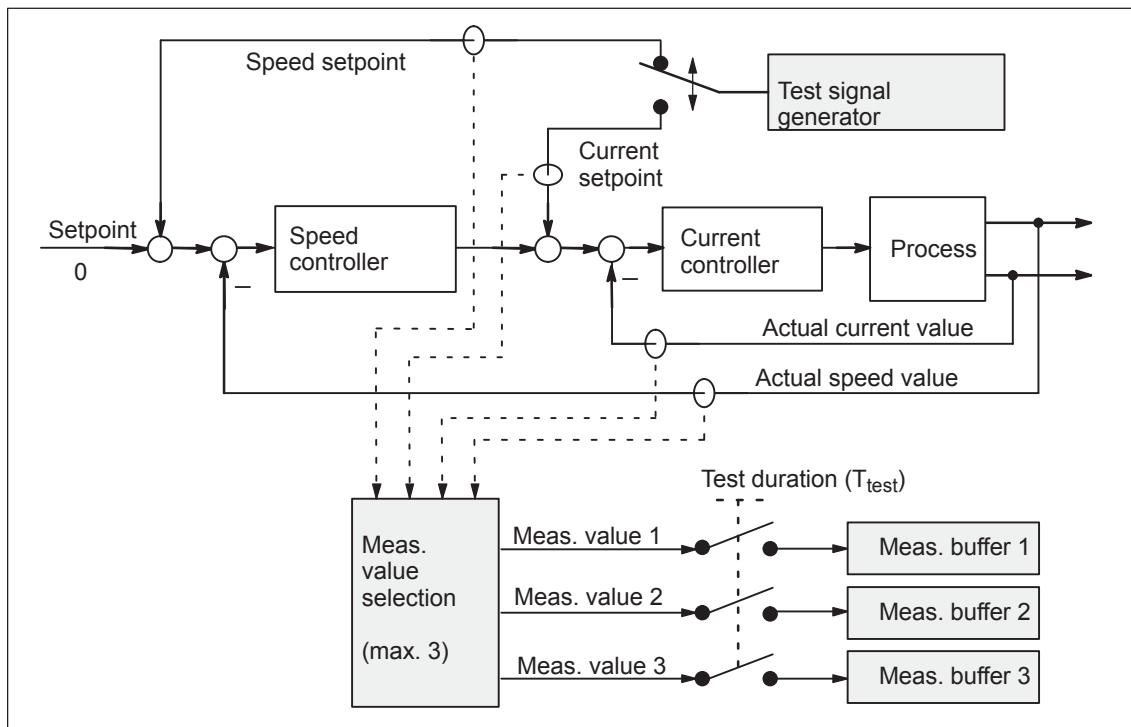 Speed setpoint
Test signal
generator
Current
setpoint
Setpoint
0
Speed
controller
Current
controller
Process
–
–
Actual current value
Actual speed value
Test duration (Ttest)
Meas.
value
selection
(max. 3)
Meas. value 1
Meas. buffer 1
Meas. value 2
Meas. buffer 2
Meas. value 3
Meas. buffer 3